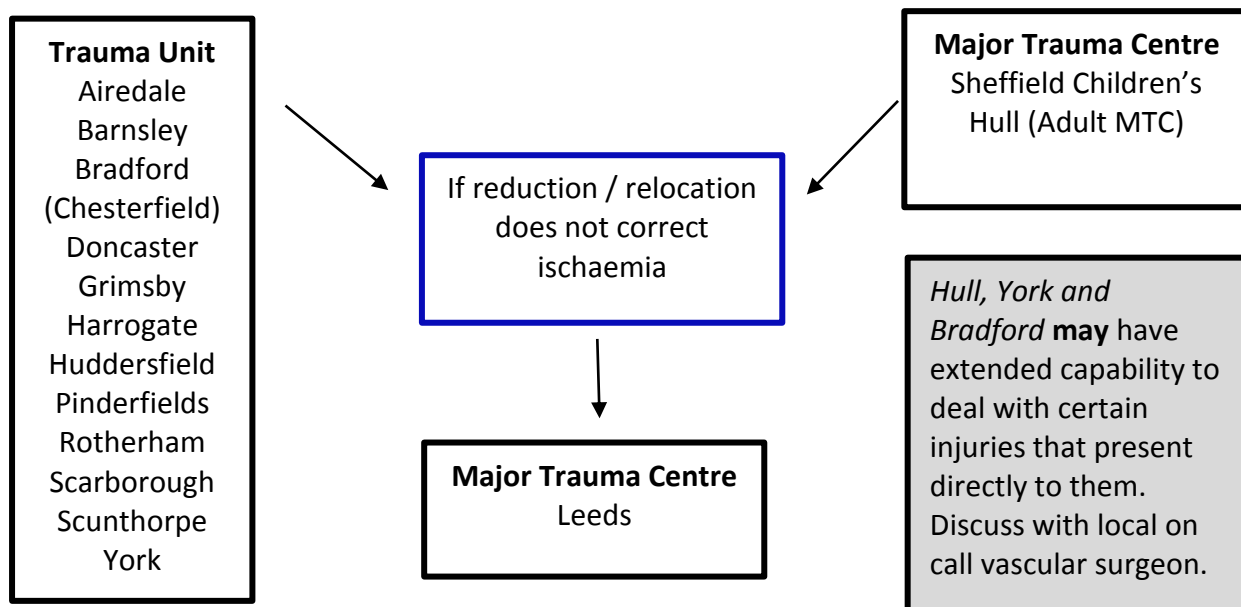 Trauma Unit
Airedale
Barnsley
Bradford
(Chesterfield)
Doncaster
Grimsby
Harrogate
Huddersfield
Pinderfields
Rotherham
Scarborough
Scunthorpe
York
If reduction / relocation
does not correct
ischaemia
Major Trauma Centre
Leeds
Major Trauma Centre
Sheffield Children’s
Hull (Adult MTC)
Hull, York and
Bradford may have
extended capability to
deal with certain
injuries that present
directly to them.
Discuss with local on
call vascular surgeon.